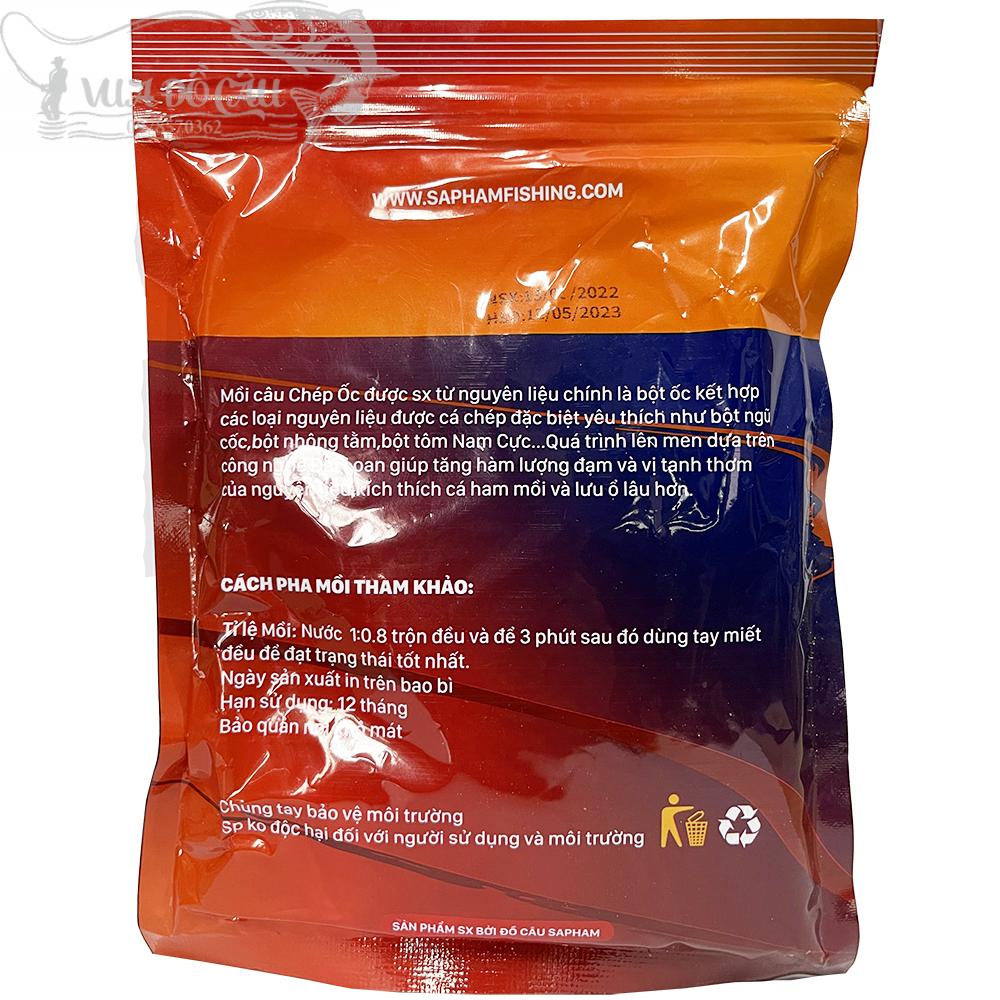 VUA ĐỒ CÂU
70362
WWW.SAPHAMFISHING.COM
/2022
/05/2023
Mồi câu Chép Ốc được sx từ nguyên liệu chính là bột ốc kết hợp
các loại nguyên liệu được cá chép đặc biệt yêu thích như bột ngũ
cốc,bột nhộng tằm,bột tôm Nam Cực...Quá trình lên men dựa trên
công giúp tăng hàm lượng đạm và vị tanh thơm
của kích thích cá ham mồi và lưu ổ lâu hơn.
CÁCH PHA MỒI THAM KHẢO:
Tỉ lệ Mồi: Nước 1:0.8 trộn đều và để 3 phút sau đó dùng tay miết
đều để đạt trạng thái tốt nhất.
Ngày sản xuất in trên bao bì
Hạn sử dụng: 12 tháng
Bảo quản mát
Chung tay bảo vệ môi trường
Sp ko độc hại đối với người sử dụng và môi trường
SẢN PHẨM SX BỞI ĐỒ CÂU SAPHAM